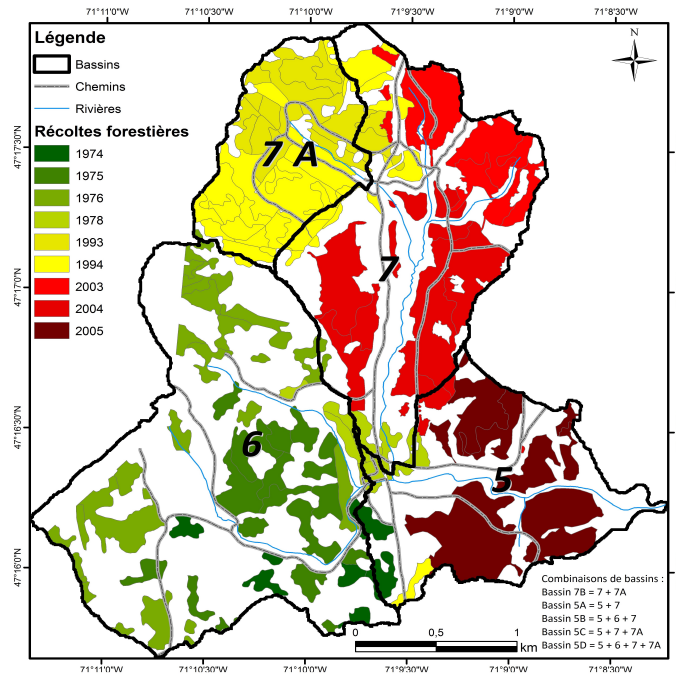 71°11'0"W 71°10'30"W 71°10'0"W 71°9'30"W 71°9'0"W 71°8'30"W
Légende
Bassins
Chemins
Rivières
Récoltes forestières
1974
1975
1976
1978
1993
1994
2003
2004
2005
N
7 A
7
6
5
47°17'30"N
47°17'0"N
47°16'30"N
47°16'0"N
Combinaisons de bassins :
Bassin 7B = 7 + 7A
Bassin 5A = 5 + 7
Bassin 5B = 5 + 6 + 7
Bassin 5C = 5 + 7 + 7A
Bassin 5D = 5 + 6 + 7 + 7A
0 0,5 1
km
71°11'0"W 71°10'30"W 71°10'0"W 71°9'30"W 71°9'0"W 71°8'30"W